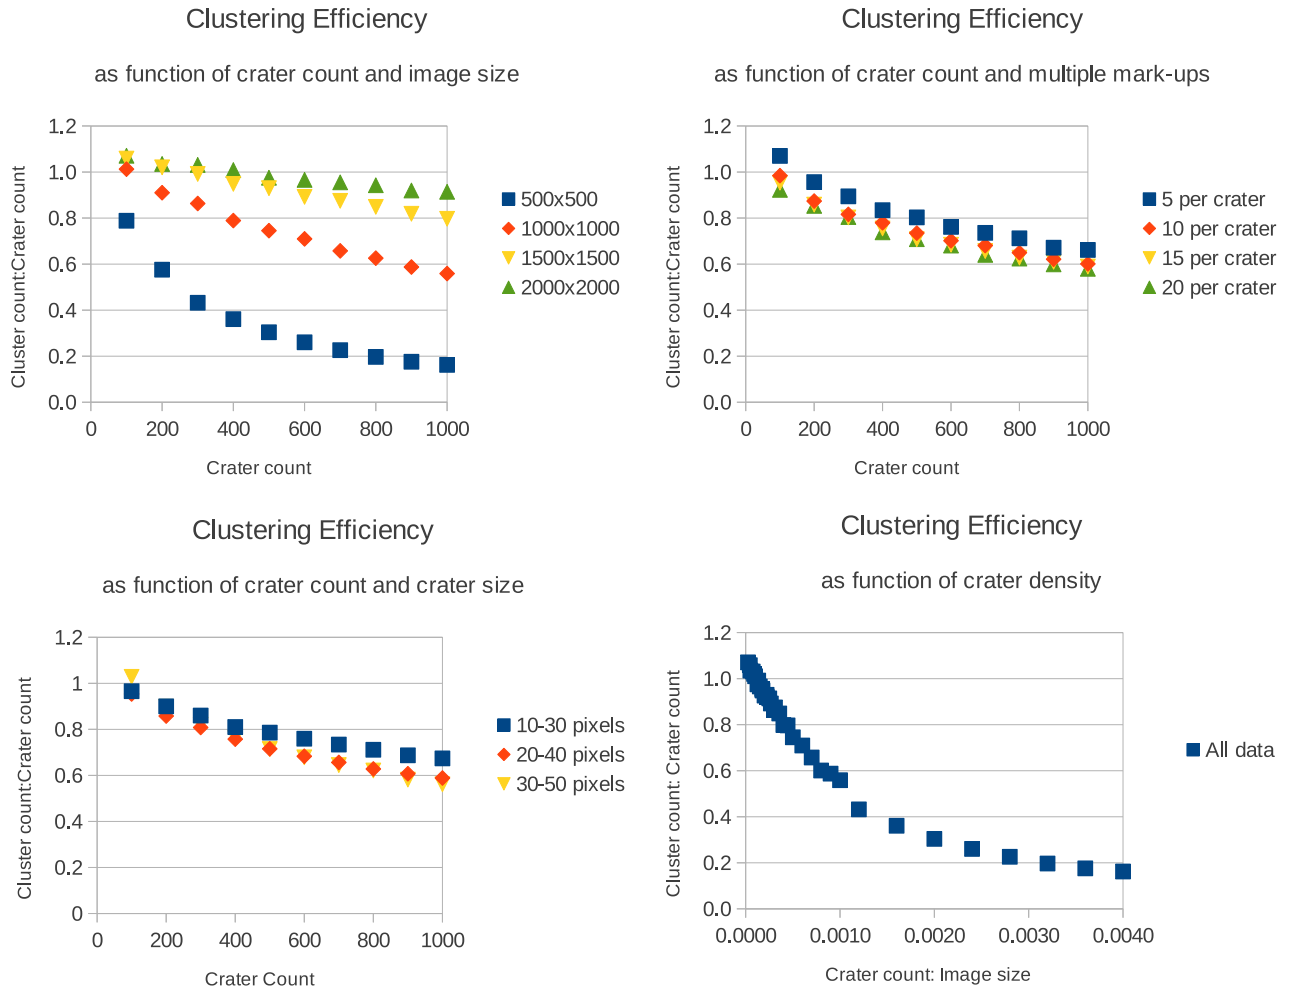 Clustering Efficiency
as function of crater count and image size
Cluster count:Crater count
1.2
1.0
0.8
0.6
0.4
0.2
0.0
0 200 400 600 800 1000
Crater count
500x500
1000x1000
1500x1500
2000x2000
Clustering Efficiency
as function of crater count and multiple mark-ups
Cluster count:Crater count
1.2
1.0
0.8
0.6
0.4
0.2
0.0
0 200 400 600 800 1000
Crater count
5 per crater
10 per crater
15 per crater
20 per crater
Clustering Efficiency
as function of crater count and crater size
Cluster count:Crater count
1.2
1
0.8
0.6
0.4
0.2
0
0 200 400 600 800 1000
Crater Count
10-30 pixels
20-40 pixels
30-50 pixels
Clustering Efficiency
as function of crater density
Cluster count: Crater count
1.2
1.0
0.8
0.6
0.4
0.2
0.0
0.0000 0.0010 0.0020 0.0030 0.0040
Crater count: Image size
All data